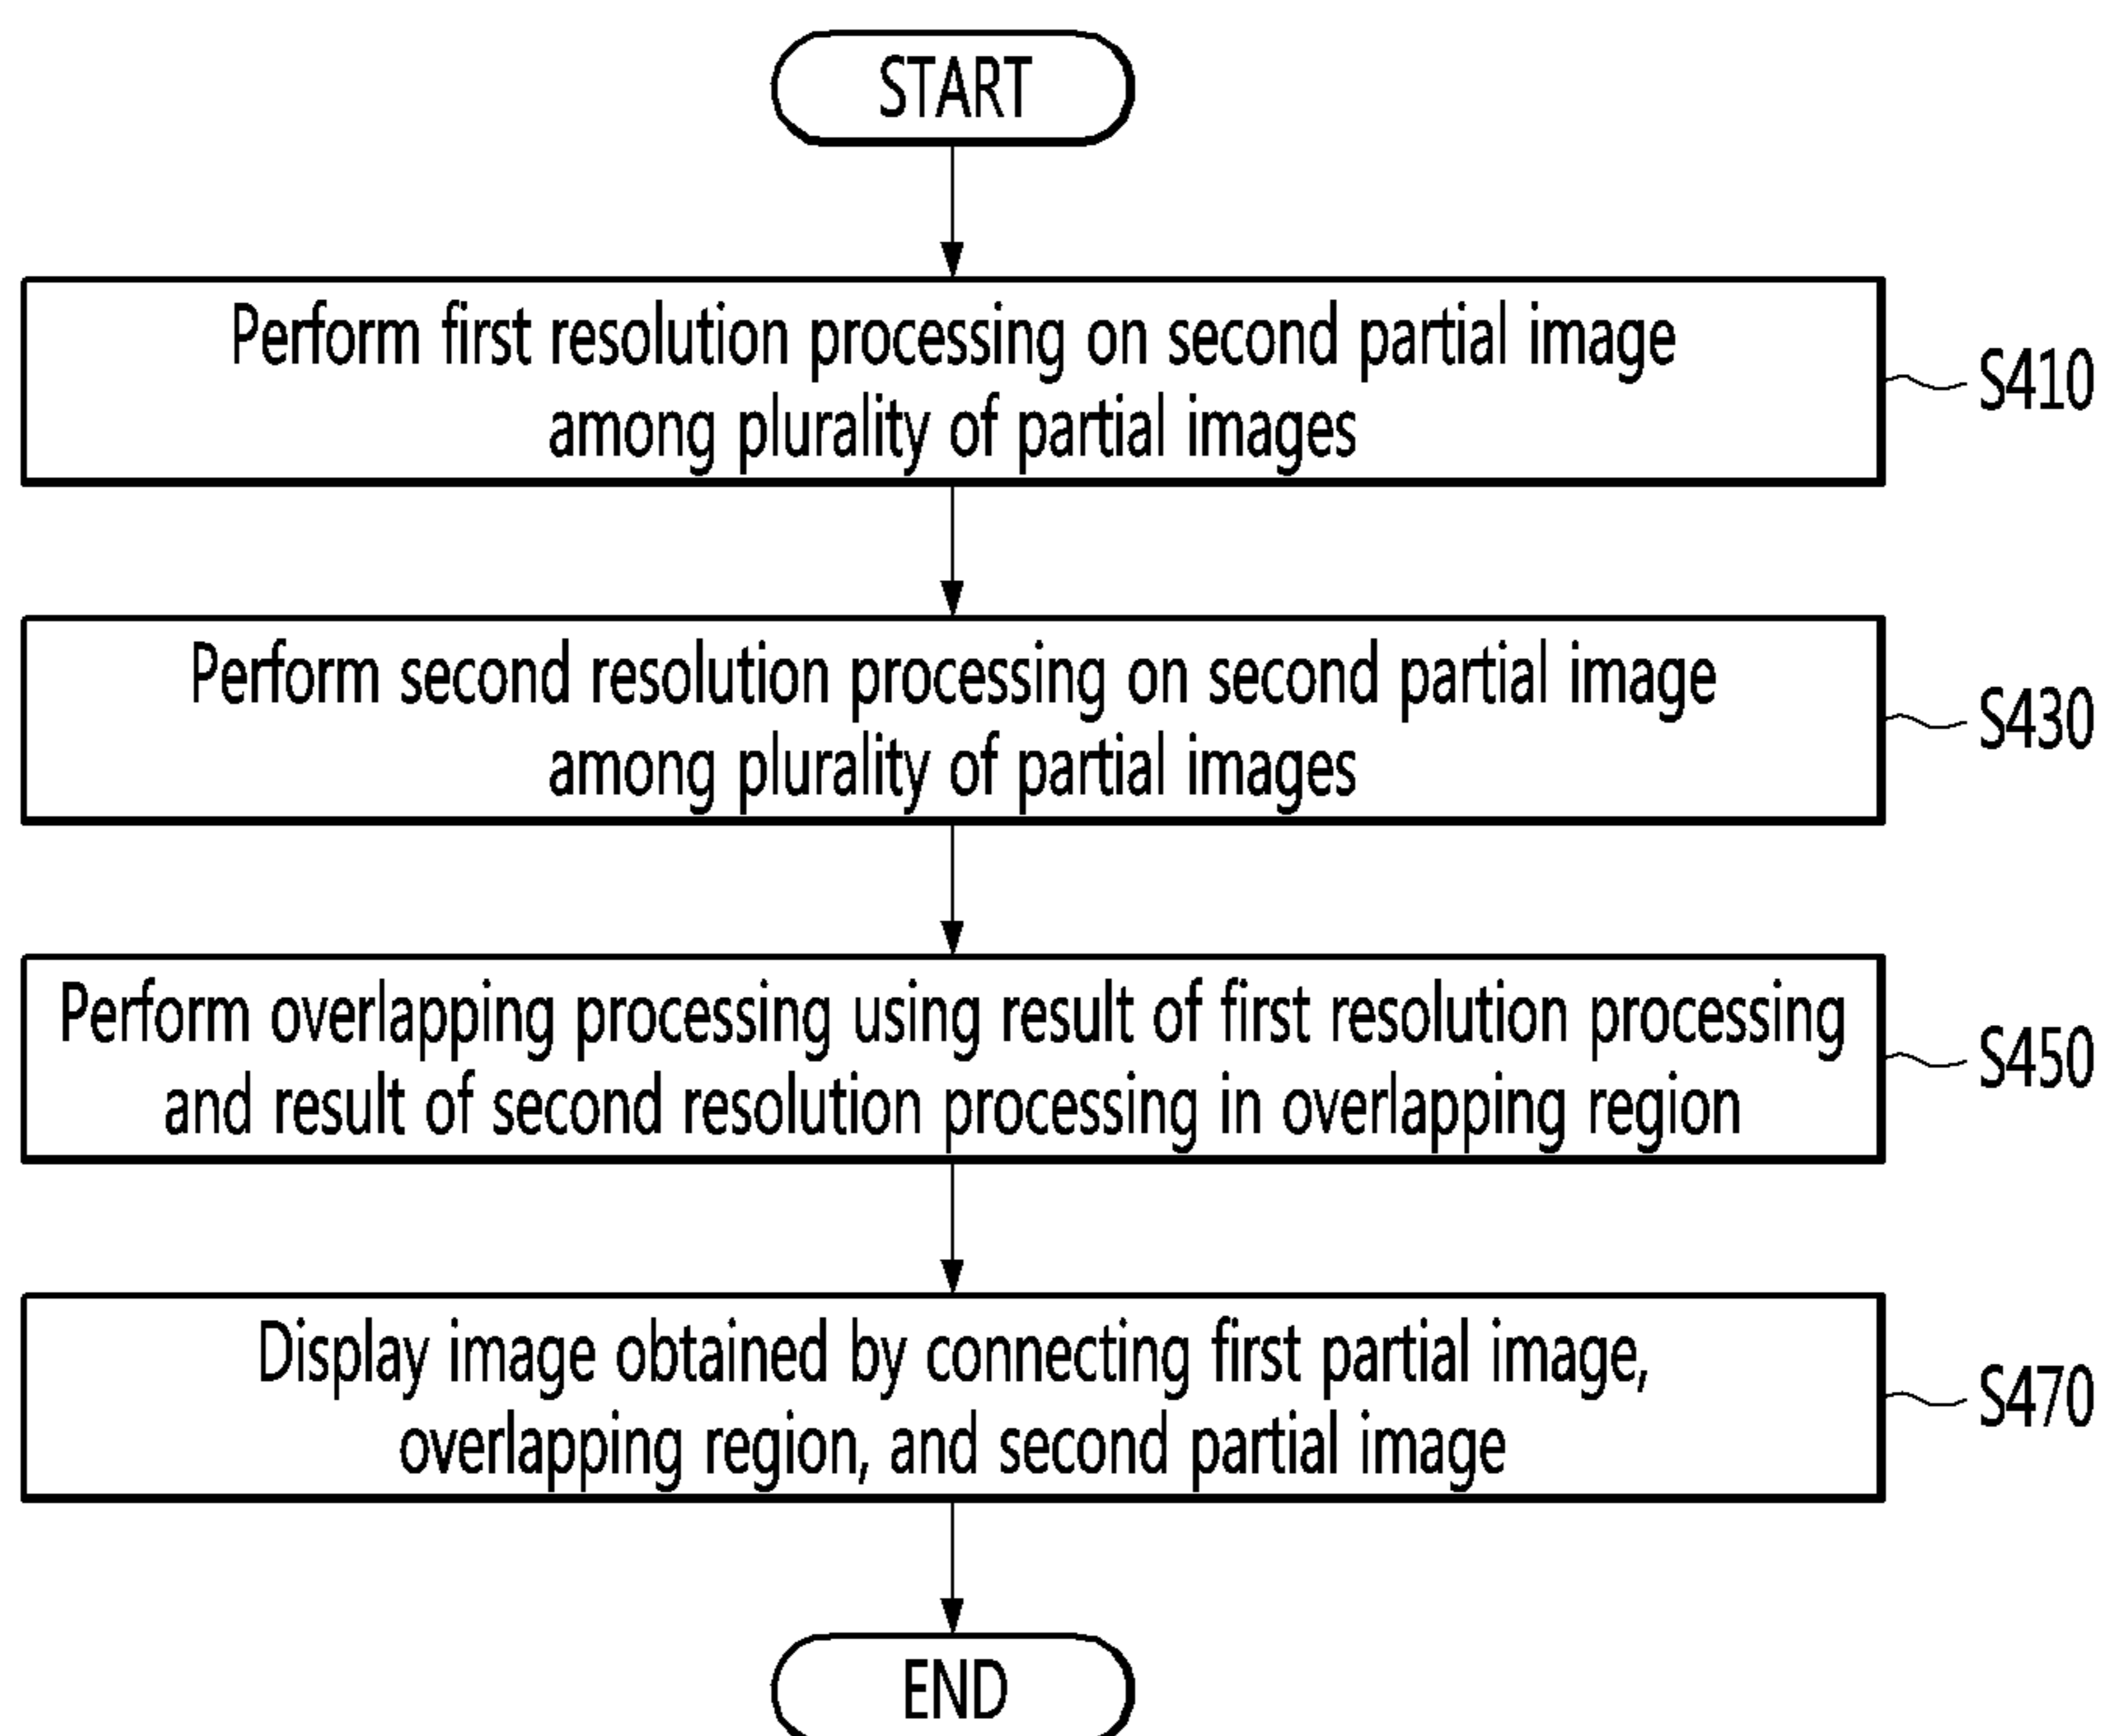 START
Perform first resolution processing on second partial image
among plurality of partial images
S410
Perform second resolution processing on second partial image
among plurality of partial images
S430
Perform overlapping processing using result of first resolution processing
and result of second resolution processing in overlapping region
S450
Display image obtained by connecting first partial image,
overlapping region, and second partial image
S470
END